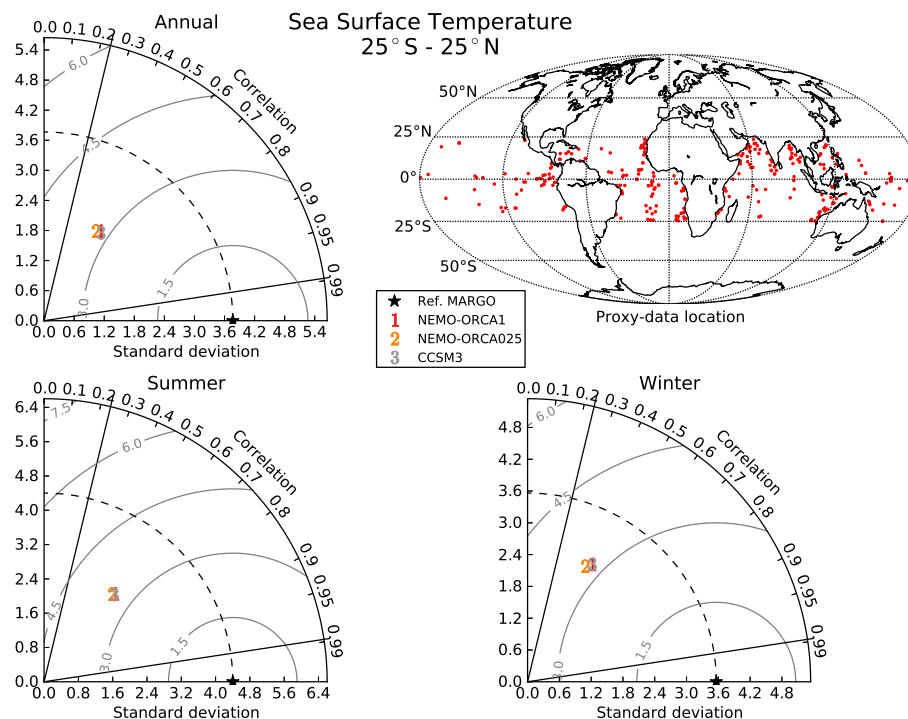 Sea Surface Temperature
25°S - 25°N
Annual
0.0 0.1 0.2 0.3 0.4 0.5 0.6 0.7 0.8 0.9 0.95 0.99
Correlation
5.4
4.8
4.2
3.6
3.0
2.4
1.8
1.2
0.6
0.0
6.0
4.5
3.0
1.5
2
3
0.0 0.6 1.2 1.8 2.4 3.0 3.6 4.2 4.8 5.4
Standard deviation
50°N
25°N
0°
25°S
50°S
Proxy-data location
Ref. MARGO
1 NEMO-ORCA1
2 NEMO-ORCA025
3 CCSM3
Summer
0.0 0.1 0.2 0.3 0.4 0.5 0.6 0.7 0.8 0.9 0.95 0.99
Correlation
6.4
5.6
4.8
4.0
3.2
2.4
1.6
0.8
0.0
7.5
6.0
4.5
3.0
1.5
2
3
0.0 0.8 1.6 2.4 3.2 4.0 4.8 5.6 6.4
Standard deviation
Winter
0.0 0.1 0.2 0.3 0.4 0.5 0.6 0.7 0.8 0.9 0.95 0.99
Correlation
4.8
4.2
3.6
3.0
2.4
1.8
1.2
0.6
0.0
6.0
4.5
3.0
1.5
2
3
0.0 0.6 1.2 1.8 2.4 3.0 3.6 4.2 4.8
Standard deviation